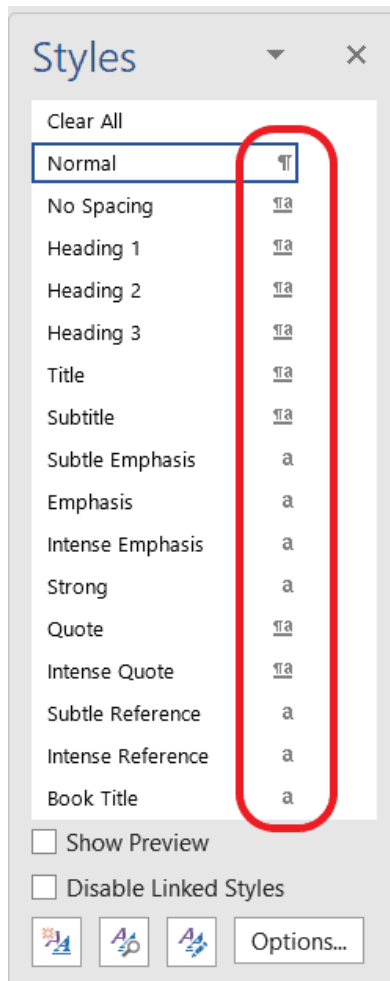 Styles
Clear All
Normal ¶
No Spacing ¶a
Heading 1 ¶a
Heading 2 ¶a
Heading 3 ¶a
Title ¶a
Subtitle ¶a
Subtle Emphasis a
Emphasis a
Intense Emphasis a
Strong a
Quote ¶a
Intense Quote ¶a
Subtle Reference a
Intense Reference a
Book Title a
Show Preview
Disable Linked Styles
Options...